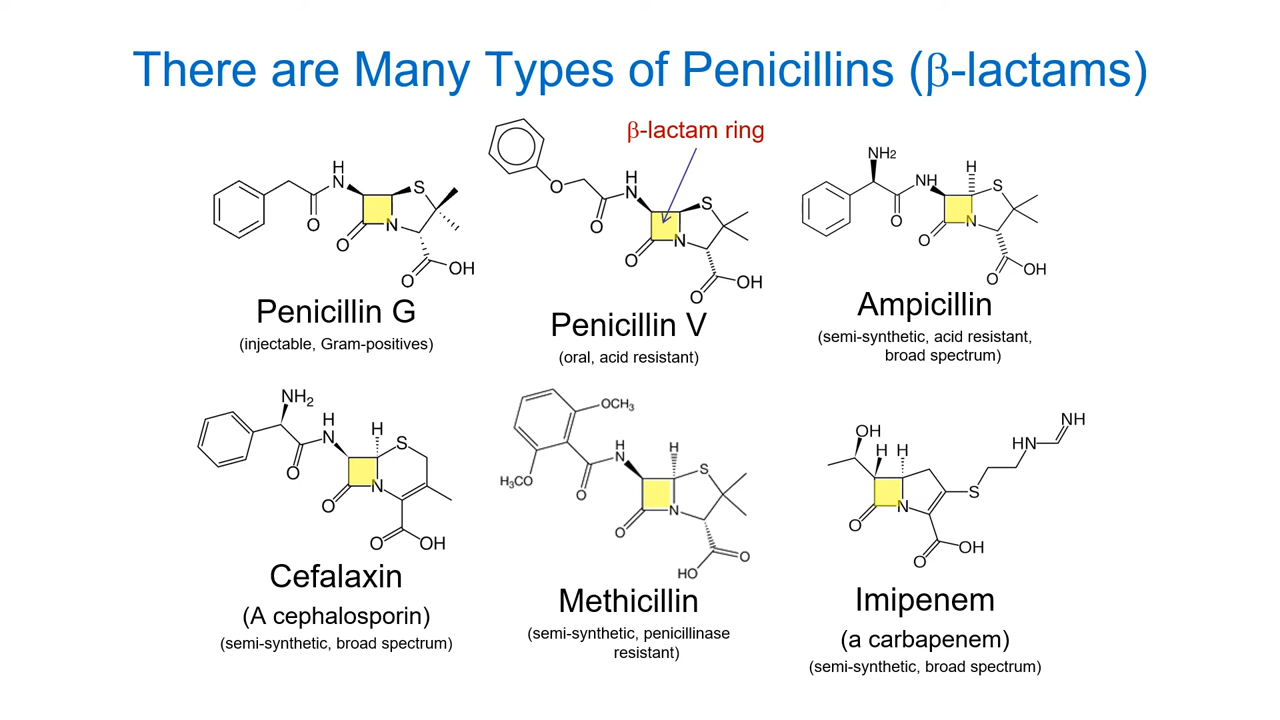 There are Many Types of Penicillins (β-lactams)
β-lactam ring
H
N
S
O
N
O
O
OH
Penicillin G
(injectable, Gram-positives)
O
H
N
O
S
N
O
O
OH
Penicillin V
(oral, acid resistant)
NH2
NH
H
S
O
N
O
O
OH
Ampicillin
(semi-synthetic, acid resistant,
broad spectrum)
NH2
H
N
H
S
O
N
O
O
OH
Cefalaxin
(A cephalosporin)
(semi-synthetic, broad spectrum)
OCH3
H3CO
H
N
H
S
O
N
O
O
HO
Methicillin
(semi-synthetic, penicillinase
resistant)
OH
H
H
HN
NH
S
N
O
O
OH
Imipenem
(a carbapenem)
(semi-synthetic, broad spectrum)